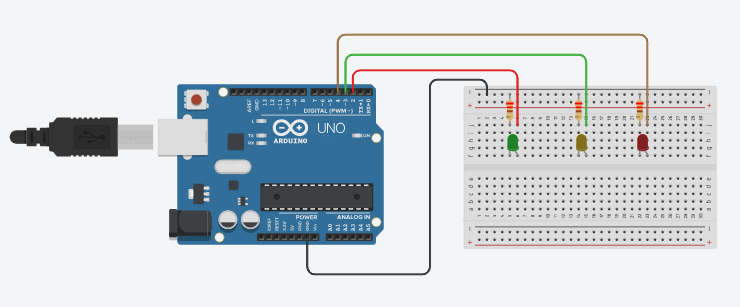 AREF
GND
13
12
~11
~10
~9
8
7
~6
~5
4
~3
2
TX→1
RX←0
DIGITAL (PWM~)
L
TX
RX
ON
UNO
ARDUINO
POWER
ANALOG IN
IOREF
RESET
3.3V
5V
GND
GND
Vin
A0
A1
A2
A3
A4
A5
f g h i j
a b c d e